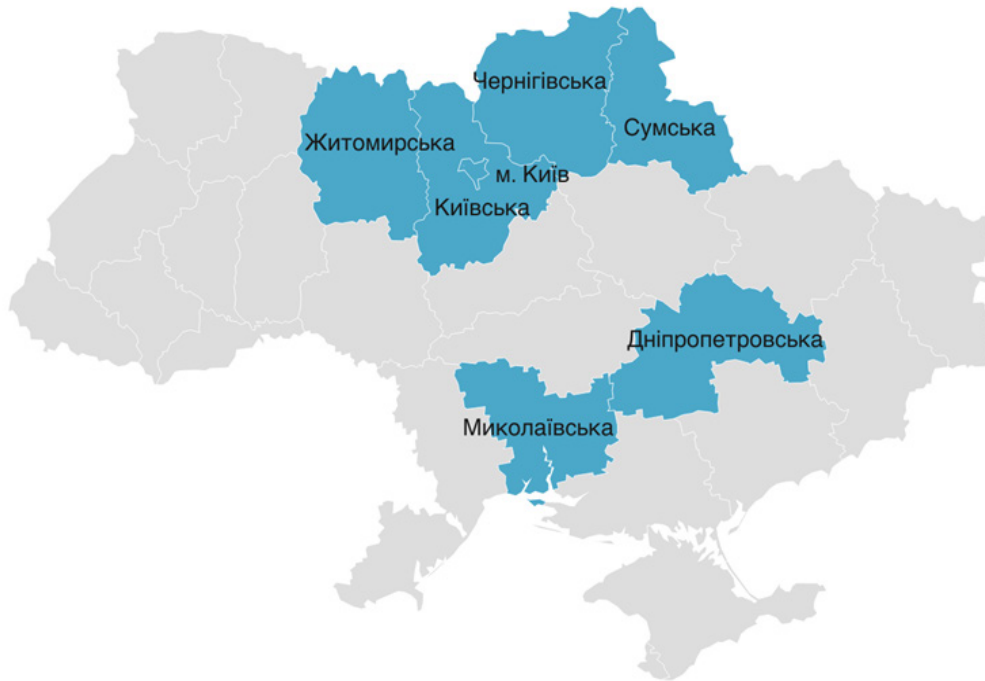 Чернігівська
Сумська
Житомирська
м. Київ
Київська
Дніпропетровська
Миколаївська